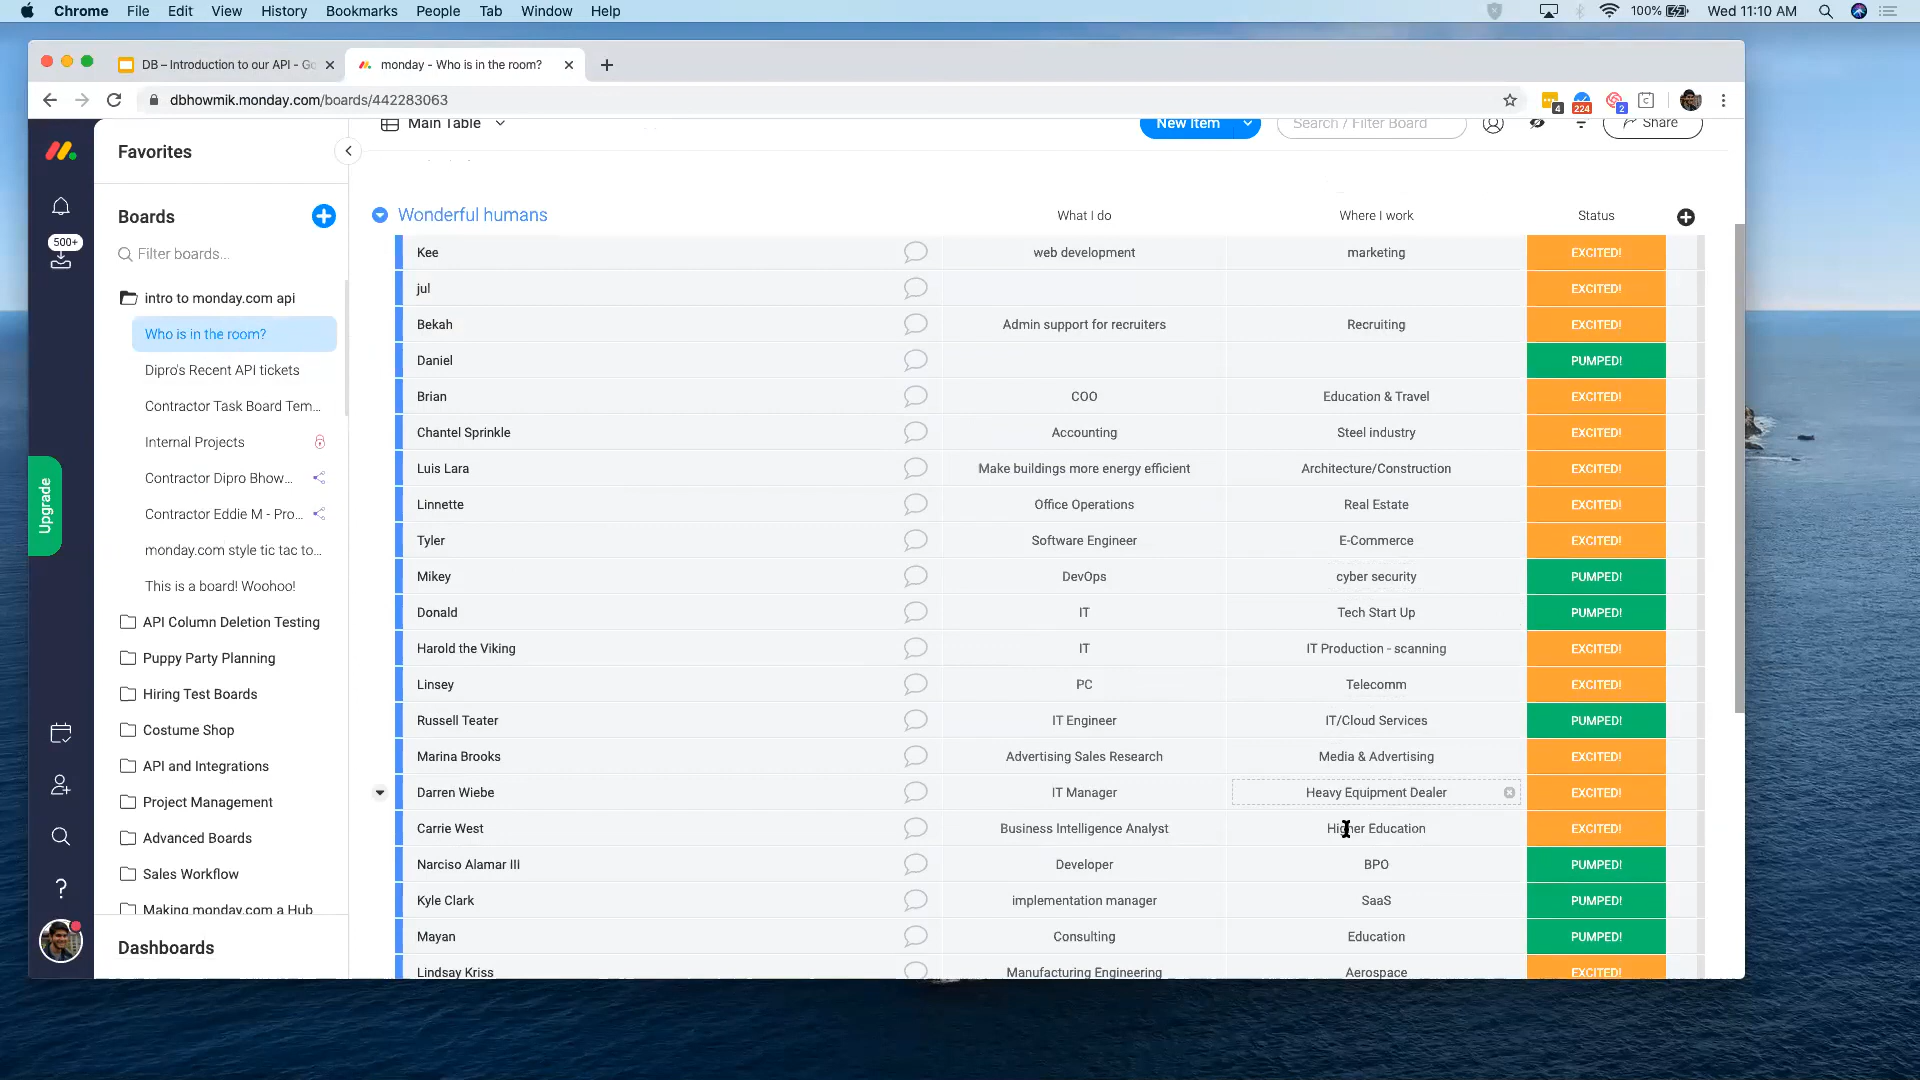 Chrome File Edit View History Bookmarks People Tab Window Help 100% Wed 11:10 AM
DB – Introduction to our API - Go monday - Who is in the room?
dbhowmik.monday.com/boards/442283063 4 224 2 C
Favorites
Main Table New Item Search / Filter Board Share
Boards
500+
Filter boards...
intro to monday.com api
Who is in the room?
Dipro's Recent API tickets
Contractor Task Board Tem...
Internal Projects
Contractor Dipro Bhow...
Contractor Eddie M - Pro...
monday.com style tic tac to...
This is a board! Woohoo!
API Column Deletion Testing
Puppy Party Planning
Hiring Test Boards
Costume Shop
API and Integrations
Project Management
Advanced Boards
Sales Workflow
Making monday.com a Hub
Dashboards
Upgrade
?
Wonderful humans What I do Where I work Status
Kee web development marketing EXCITED!
jul EXCITED!
Bekah Admin support for recruiters Recruiting EXCITED!
Daniel PUMPED!
Brian COO Education & Travel EXCITED!
Chantel Sprinkle Accounting Steel industry EXCITED!
Luis Lara Make buildings more energy efficient Architecture/Construction EXCITED!
Linnette Office Operations Real Estate EXCITED!
Tyler Software Engineer E-Commerce EXCITED!
Mikey DevOps cyber security PUMPED!
Donald IT Tech Start Up PUMPED!
Harold the Viking IT IT Production - scanning EXCITED!
Linsey PC Telecomm EXCITED!
Russell Teater IT Engineer IT/Cloud Services PUMPED!
Marina Brooks Advertising Sales Research Media & Advertising EXCITED!
Darren Wiebe IT Manager Heavy Equipment Dealer EXCITED!
Carrie West Business Intelligence Analyst Higher Education EXCITED!
Narciso Alamar III Developer BPO PUMPED!
Kyle Clark implementation manager SaaS PUMPED!
Mayan Consulting Education PUMPED!
Lindsay Kriss Manufacturing Engineering Aerospace EXCITED!